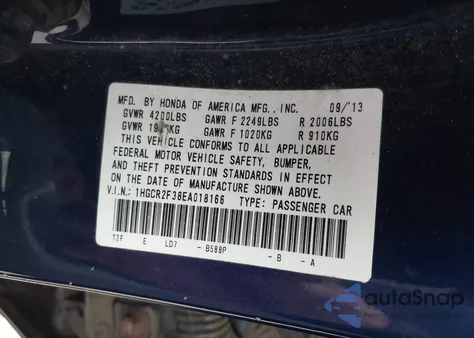 MFD. BY HONDA OF AMERICA MFG., INC. 09/'13
GVWR 4200LBS GAWR F 2249LBS R 2006LBS
GVWR GAWR F 1020KG R 910KG
THIS VEHICLE CONFORMS TO ALL APPLICABLE
FEDERAL MOTOR VEHICLE SAFETY, BUMPER,
AND THEFT PREVENTION STANDARDS IN EFFECT
ON THE DATE OF MANUFACTURE SHOWN ABOVE.
V.I.N.: 1HGCR2F38EA018166 TYPE: PASSENGER CAR
T2F E LD7 -B588P -B -A
autoSnap